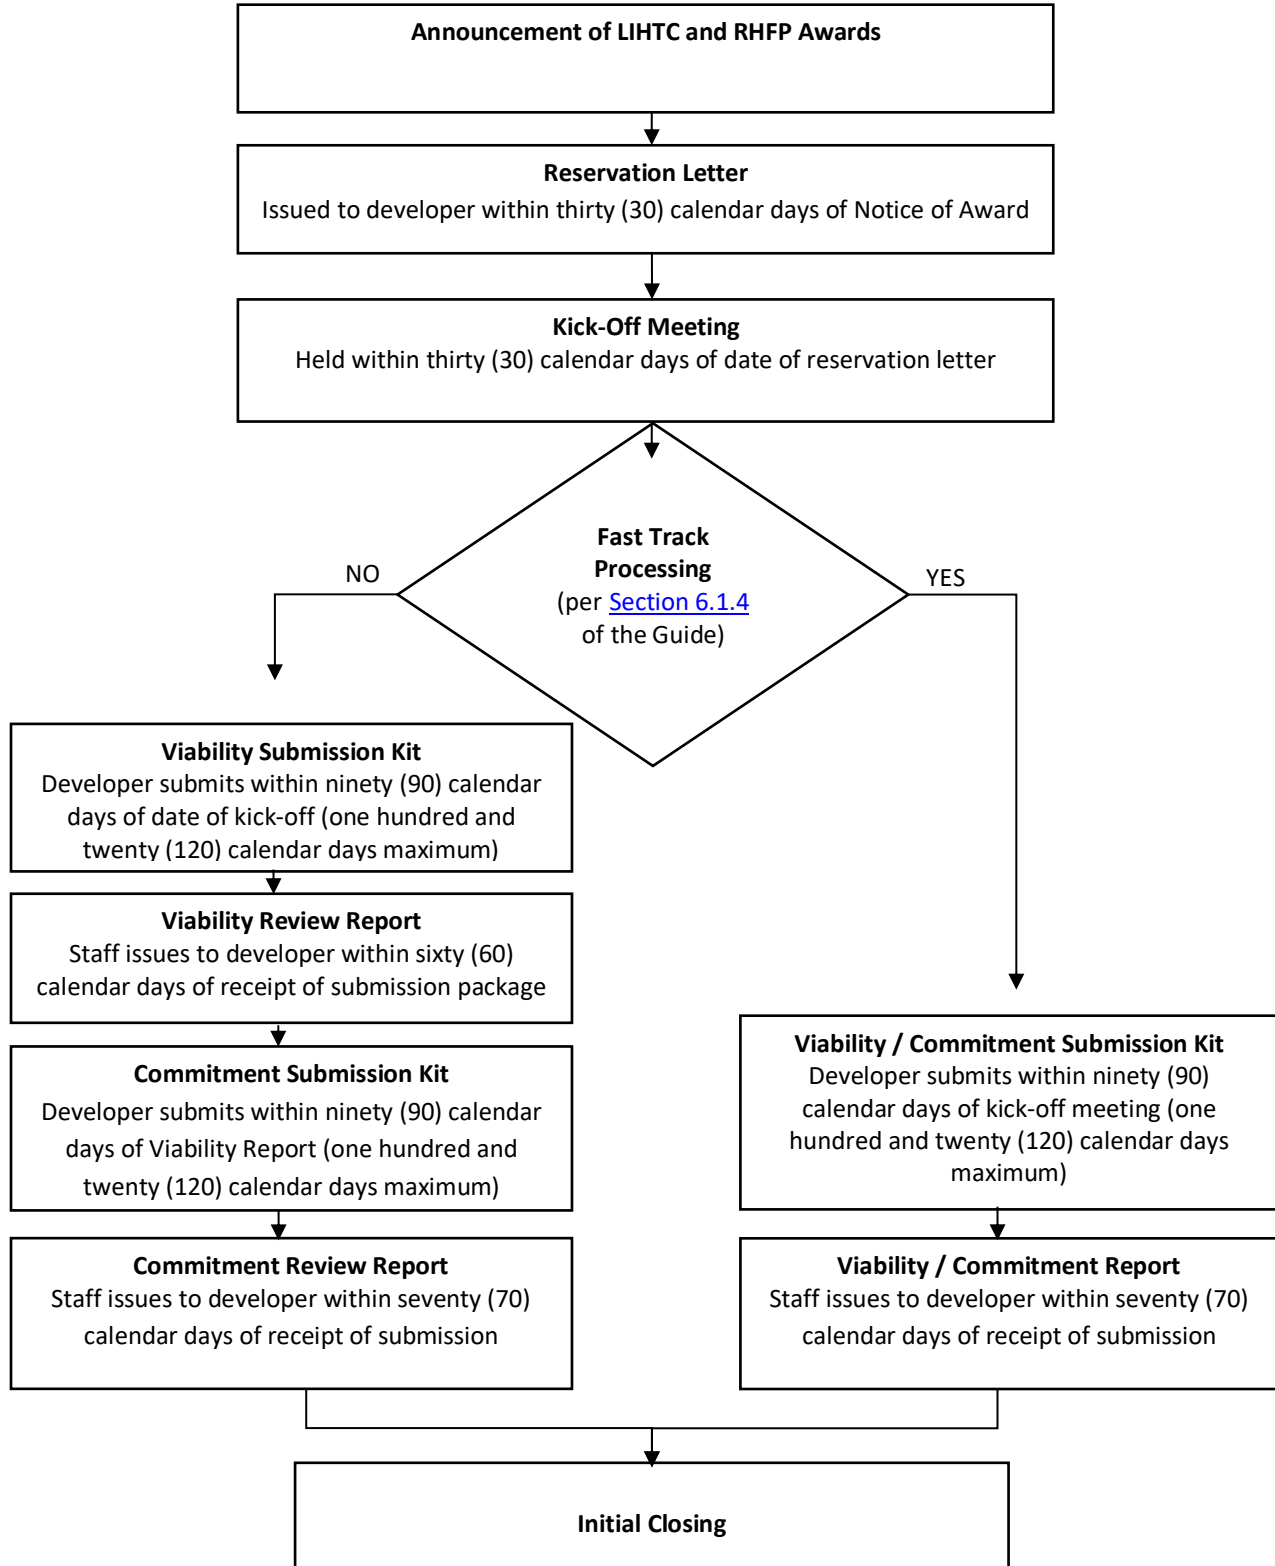 Announcement of LIHTC and RHFP Awards
Reservation Letter
Issued to developer within thirty (30) calendar days of Notice of Award
Kick-Off Meeting
Held within thirty (30) calendar days of date of reservation letter
Fast Track
Processing
(per Section 6.1.4
of the Guide)
NO
YES
Viability Submission Kit
Developer submits within ninety (90) calendar
days of date of kick-off (one hundred and
twenty (120) calendar days maximum)
Viability Review Report
Staff issues to developer within sixty (60)
calendar days of receipt of submission package
Commitment Submission Kit
Developer submits within ninety (90) calendar
days of Viability Report (one hundred and
twenty (120) calendar days maximum)
Commitment Review Report
Staff issues to developer within seventy (70)
calendar days of receipt of submission
Viability / Commitment Submission Kit
Developer submits within ninety (90)
calendar days of kick-off meeting (one
hundred and twenty (120) calendar days
maximum)
Viability / Commitment Report
Staff issues to developer within seventy (70)
calendar days of receipt of submission
Initial Closing